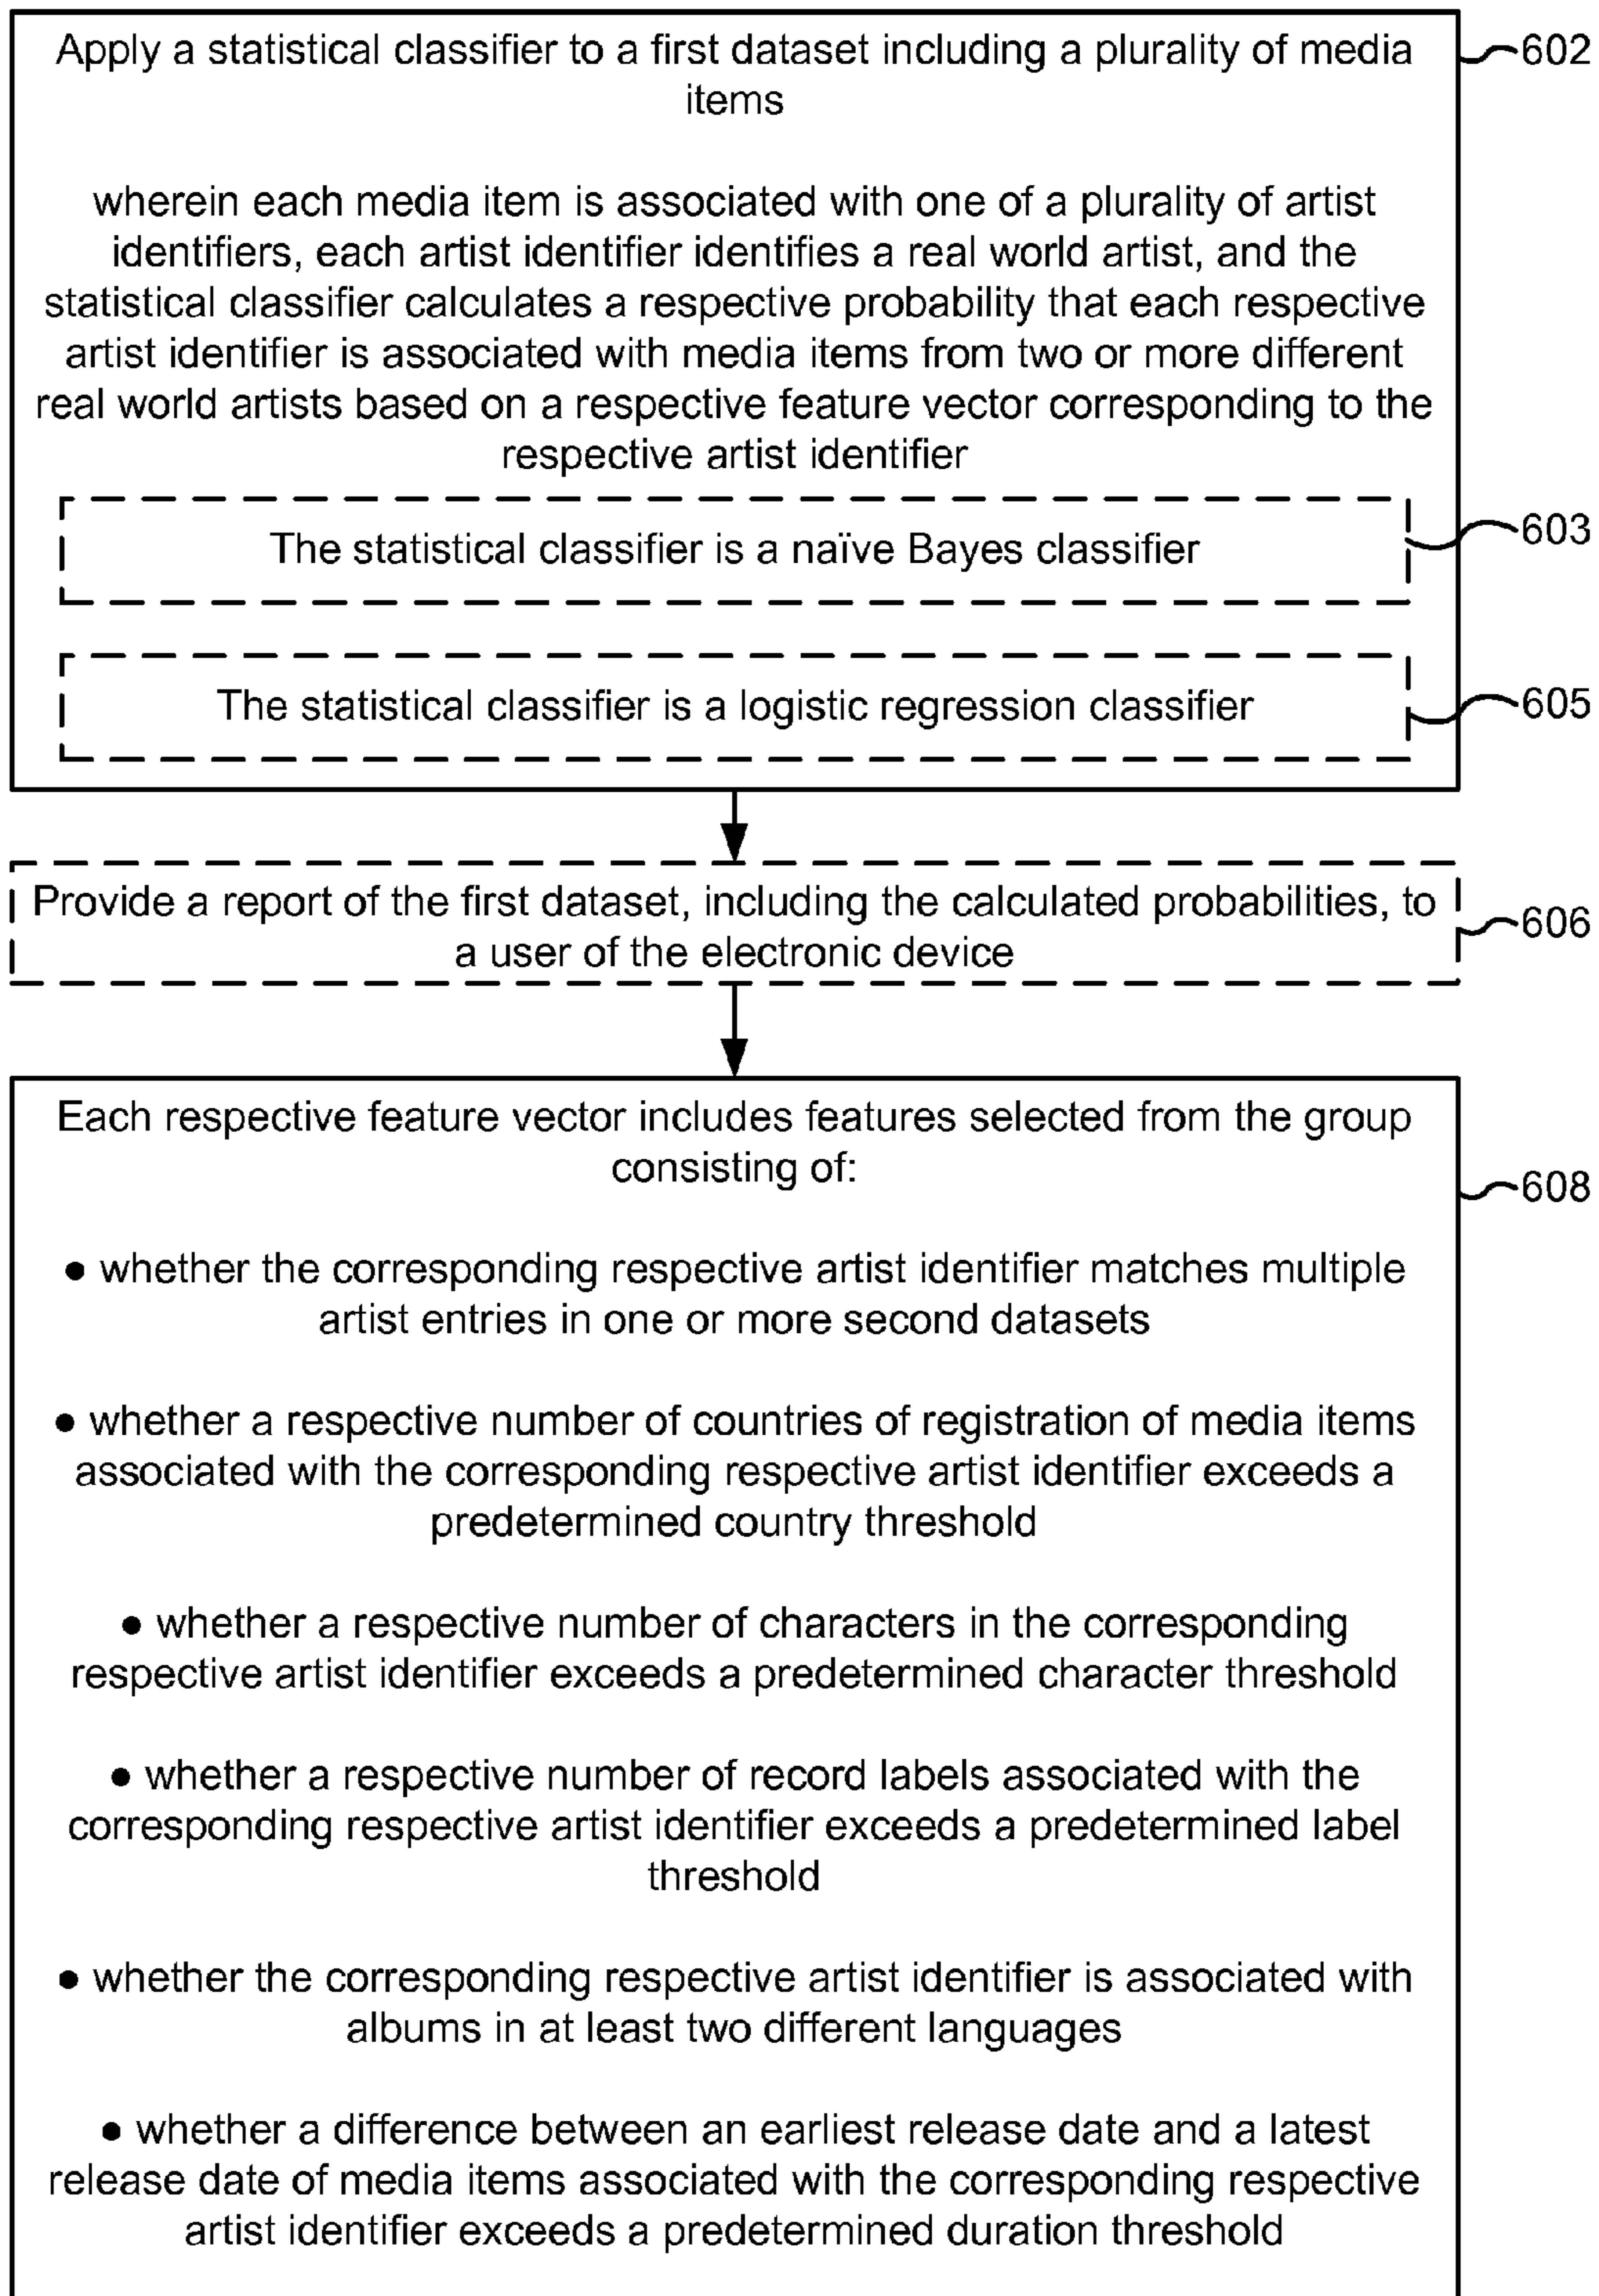 Apply a statistical classifier to a first dataset including a plurality of media
items
602
wherein each media item is associated with one of a plurality of artist
identifiers, each artist identifier identifies a real world artist, and the
statistical classifier calculates a respective probability that each respective
artist identifier is associated with media items from two or more different
real world artists based on a respective feature vector corresponding to the
respective artist identifier
The statistical classifier is a naïve Bayes classifier
603
The statistical classifier is a logistic regression classifier
605
Provide a report of the first dataset, including the calculated probabilities, to
a user of the electronic device
606
Each respective feature vector includes features selected from the group
consisting of:
608
● whether the corresponding respective artist identifier matches multiple
artist entries in one or more second datasets
● whether a respective number of countries of registration of media items
associated with the corresponding respective artist identifier exceeds a
predetermined country threshold
● whether a respective number of characters in the corresponding
respective artist identifier exceeds a predetermined character threshold
● whether a respective number of record labels associated with the
corresponding respective artist identifier exceeds a predetermined label
threshold
● whether the corresponding respective artist identifier is associated with
albums in at least two different languages
● whether a difference between an earliest release date and a latest
release date of media items associated with the corresponding respective
artist identifier exceeds a predetermined duration threshold